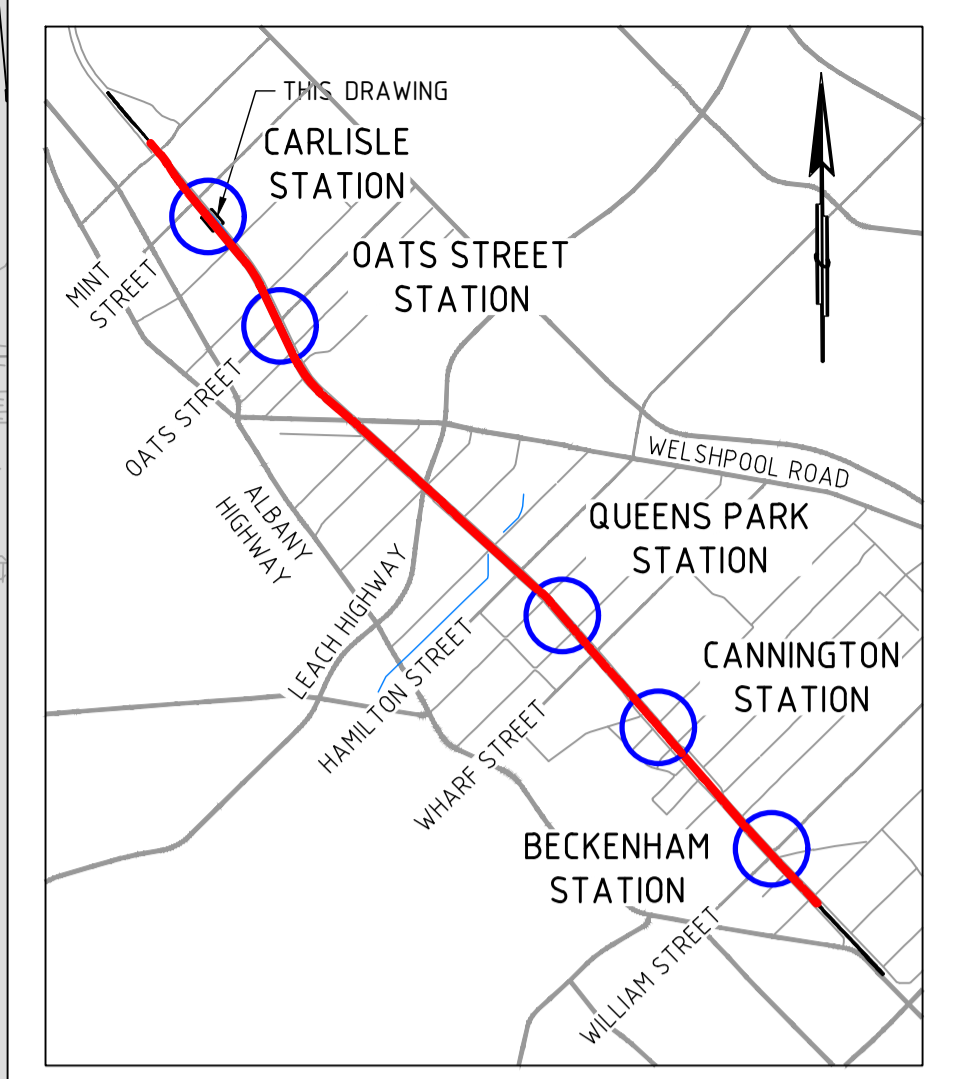 THIS DRAWING
CARLISLE
STATION
OATS STREET
STATION
MINT
STREET
OATS STREET
WELSHPOOL ROAD
ALBANY
HIGHWAY
QUEENS PARK
STATION
LEACH HIGHWAY
HAMILTON STREET
CANNINGTON
STATION
WHARF STREET
BECKENHAM
STATION
WILLIAM STREET